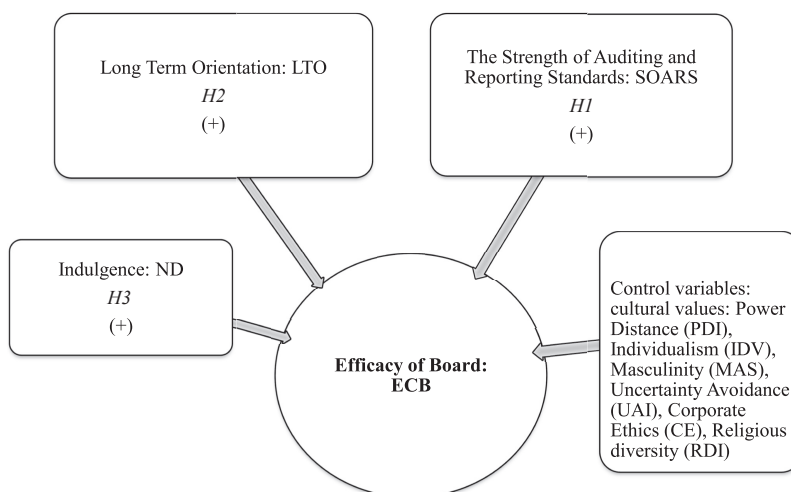 Long Term Orientation: LTO
H2
(+)
The Strength of Auditing and
Reporting Standards: SOARS
H1
(+)
Indulgence: ND
H3
(+)
Efficacy of Board:
ECB
Control variables:
cultural values: Power
Distance (PDI),
Individualism (IDV),
Masculinity (MAS),
Uncertainty Avoidance
(UAI), Corporate
Ethics (CE), Religious
diversity (RDI)